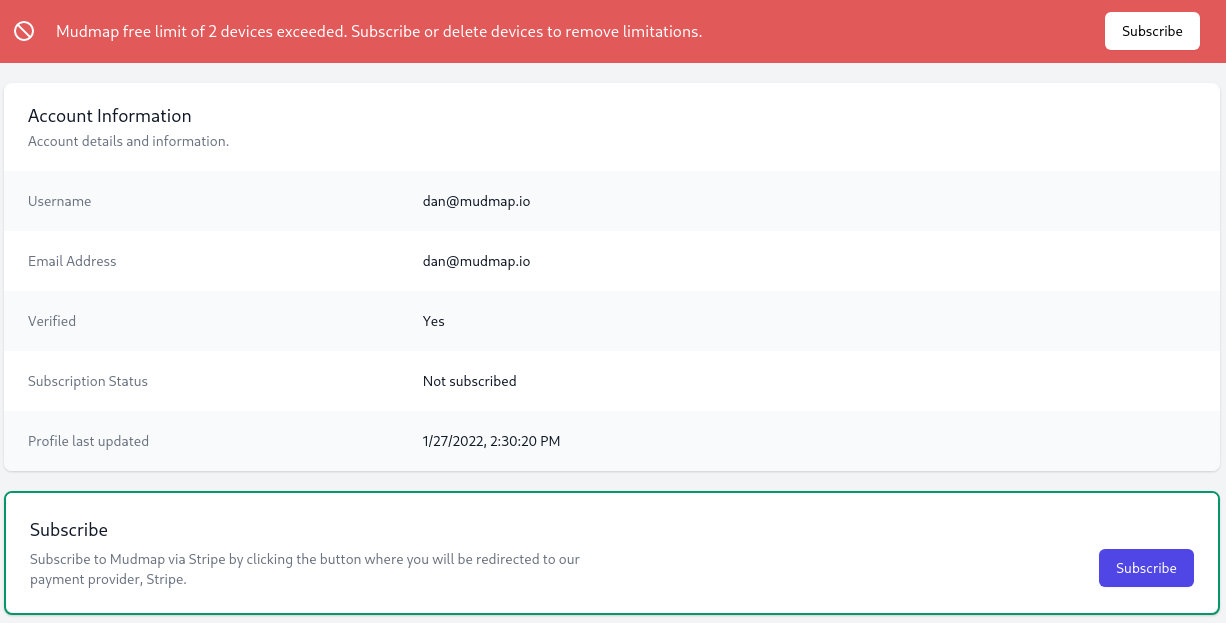 Mudmap free limit of 2 devices exceeded. Subscribe or delete devices to remove limitations.
Subscribe
Account Information
Account details and information.
Username
dan@mudmap.io
Email Address
dan@mudmap.io
Verified
Yes
Subscription Status
Not subscribed
Profile last updated
1/27/2022, 2:30:20 PM
Subscribe
Subscribe to Mudmap via Stripe by clicking the button where you will be redirected to our
payment provider, Stripe.
Subscribe